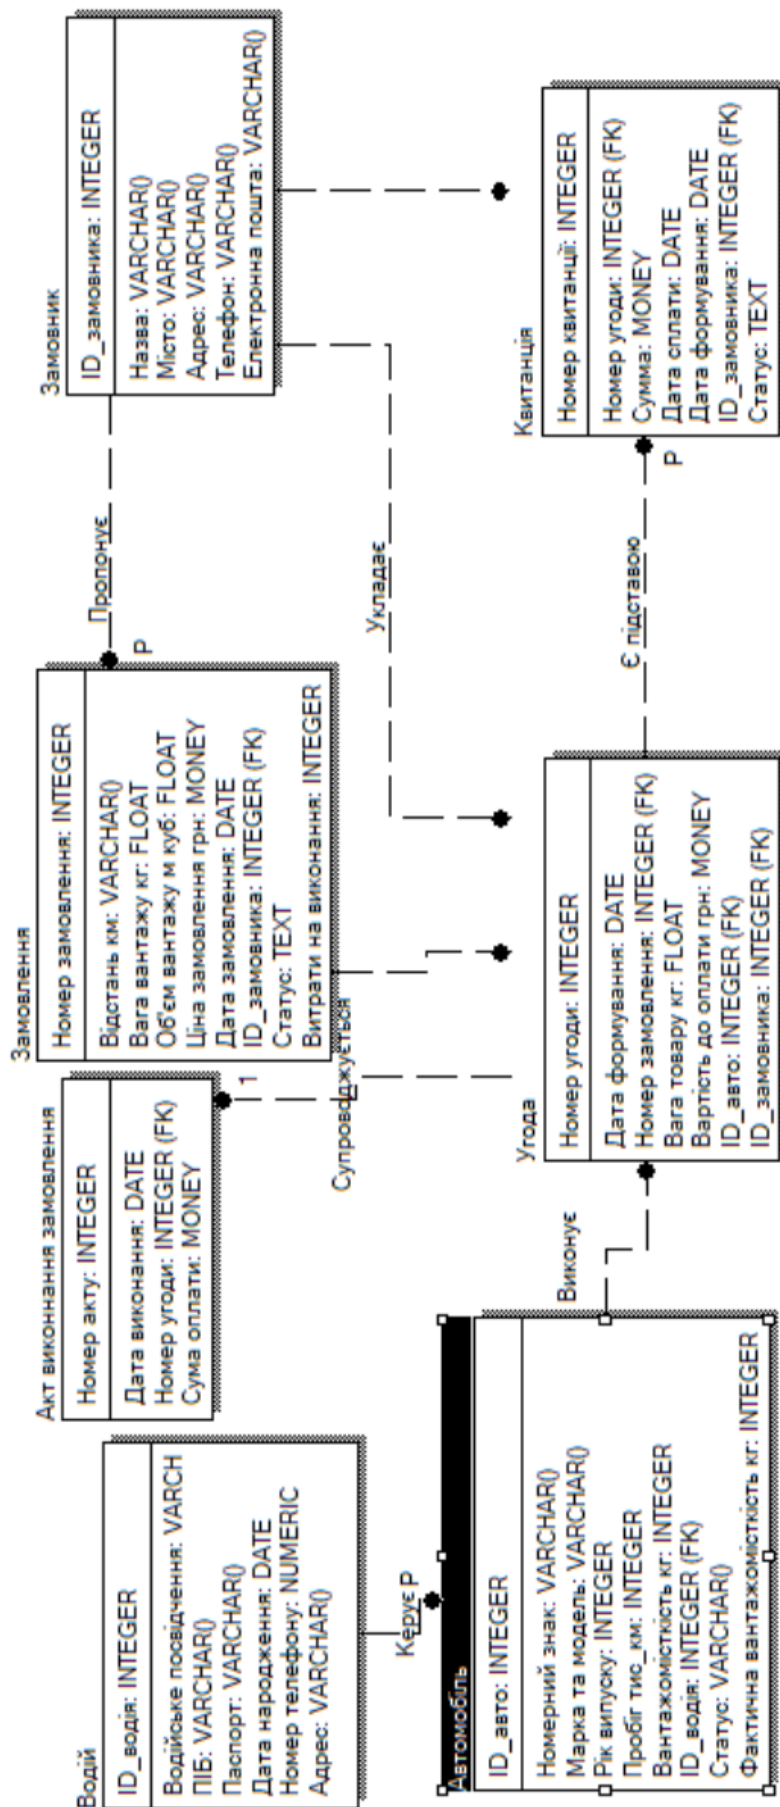 Водій
ID_водія: INTEGER
Водійське посвідчення: VARCH
ПІБ: VARCHAR()
Паспорт: VARCHAR()
Дата народження: DATE
Номер телефону: NUMERIC
Адрес: VARCHAR()
Керує P
Автомобіль
ID_авто: INTEGER
Номерний знак: VARCHAR()
Марка та модель: VARCHAR()
Рік випуску: INTEGER
Пробіг тис_км: INTEGER
Вантажомісткість кг: INTEGER
ID_водія: INTEGER (FK)
Статус: VARCHAR()
Фактична вантажомісткість кг: INTEGER
Акт виконнання замовлення
Номер акту: INTEGER
Дата виконання: DATE
Номер угоди: INTEGER (FK)
Сума оплати: MONEY
1
Супроводжується
Виконує
Замовлення
Номер замовлення: INTEGER
Відстань км: VARCHAR()
Вага вантажу кг: FLOAT
Об'єм вантажу м куб: FLOAT
Ціна замовлення грн: MONEY
Дата замовлення: DATE
ID_замовника: INTEGER (FK)
Статус: TEXT
Витрати на виконання: INTEGER
Угода
Номер угоди: INTEGER
Дата формування: DATE
Номер замовлення: INTEGER (FK)
Вага товару кг: FLOAT
Вартість до оплати грн: MONEY
ID_авто: INTEGER (FK)
ID_замовника: INTEGER (FK)
Пропонує
P
Укладає
Є підставою
P
Замовник
ID_замовника: INTEGER
Назва: VARCHAR()
Місто: VARCHAR()
Адрес: VARCHAR()
Телефон: VARCHAR()
Електронна пошта: VARCHAR()
Квитанція
Номер квитанції: INTEGER
Номер угоди: INTEGER (FK)
Сумма: MONEY
Дата сплати: DATE
Дата формування: DATE
ID_замовника: INTEGER (FK)
Статус: TEXT